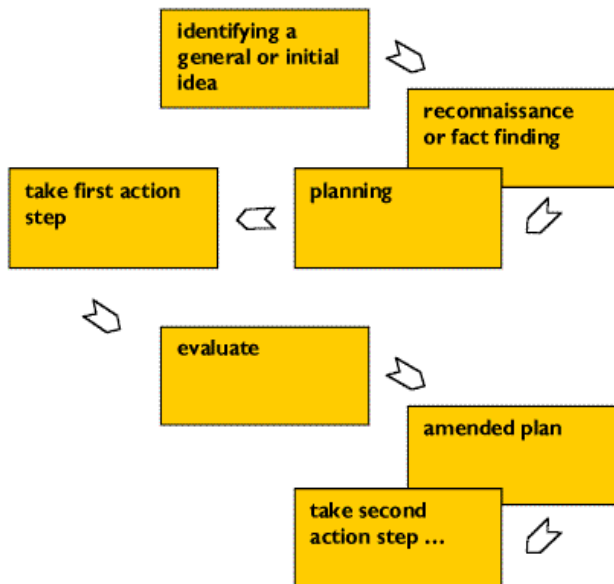 identifying a
general or initial
idea
reconnaissance
or fact finding
planning
take first action
step
evaluate
amended plan
take second
action step ...